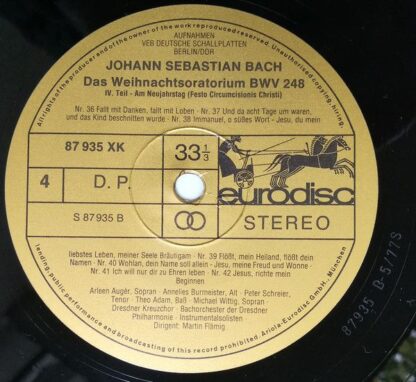 All rights of the producer and of the owner of the work reproduced reserved. Unauthorised copying, hiring,
AUFNAHMEN
VEB DEUTSCHE SCHALLPLATTEN
BERLIN/DDR
JOHANN SEBASTIAN BACH
Das Weihnachtsoratorium BWV 248
IV. Teil - Am Neujahrstag (Festo Circumcisionis Christi)
Nr. 36 Fallt mit Danken, fallt mit Loben · Nr. 37 Und da acht Tage um waren,
und das Kind beschnitten wurde · Nr. 38 Immanuel, o süßes Wort - Jesu, du mein
87 935 XK
33 1/3
4
D. P.
eurodisc
S 87935 B
STEREO
liebstes Leben, meiner Seele Bräutigam · Nr. 39 Flößt, mein Heiland, flößt dein
Namen · Nr. 40 Wohlan, dein Name soll allein - Jesu, meine Freud und Wonne
Nr. 41 Ich will nur dir zu Ehren leben · Nr. 42 Jesus, richte mein
Beginnen
Arleen Augér, Sopran · Annelies Burmeister, Alt · Peter Schreier,
Tenor · Theo Adam, Baß · Michael Wittig, Sopran
Dresdner Kreuzchor · Bachorchester der Dresdner
Philharmonie · Instrumentalsolisten
Dirigent: Martin Flämig
lending, public performance and broadcasting of this record prohibited. Ariola-Eurodisc GmbH, München
87935 B-5/77S